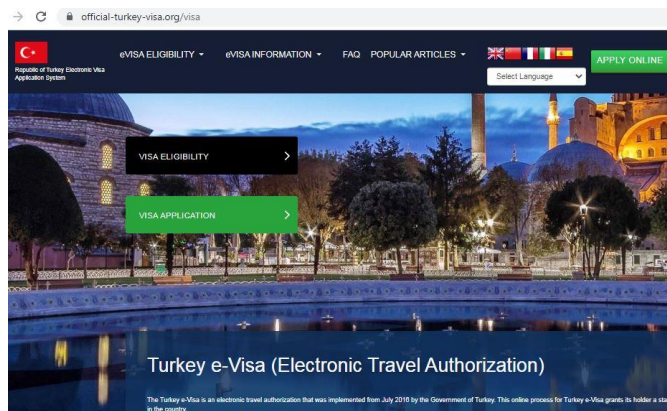 official-turkey-visa.org/visa
Republic of Turkey Electronic Visa
Application System
eVISA ELIGIBILITY
eVISA INFORMATION
FAQ
POPULAR ARTICLES
Select Language
APPLY ONLINE
VISA ELIGIBILITY
VISA APPLICATION
Turkey e-Visa (Electronic Travel Authorization)
The Turkey e-Visa is an electronic travel authorization that was implemented from July 2016 by the Government of Turkey. This online process for Turkey e-Visa grants its holder a sta
in the country